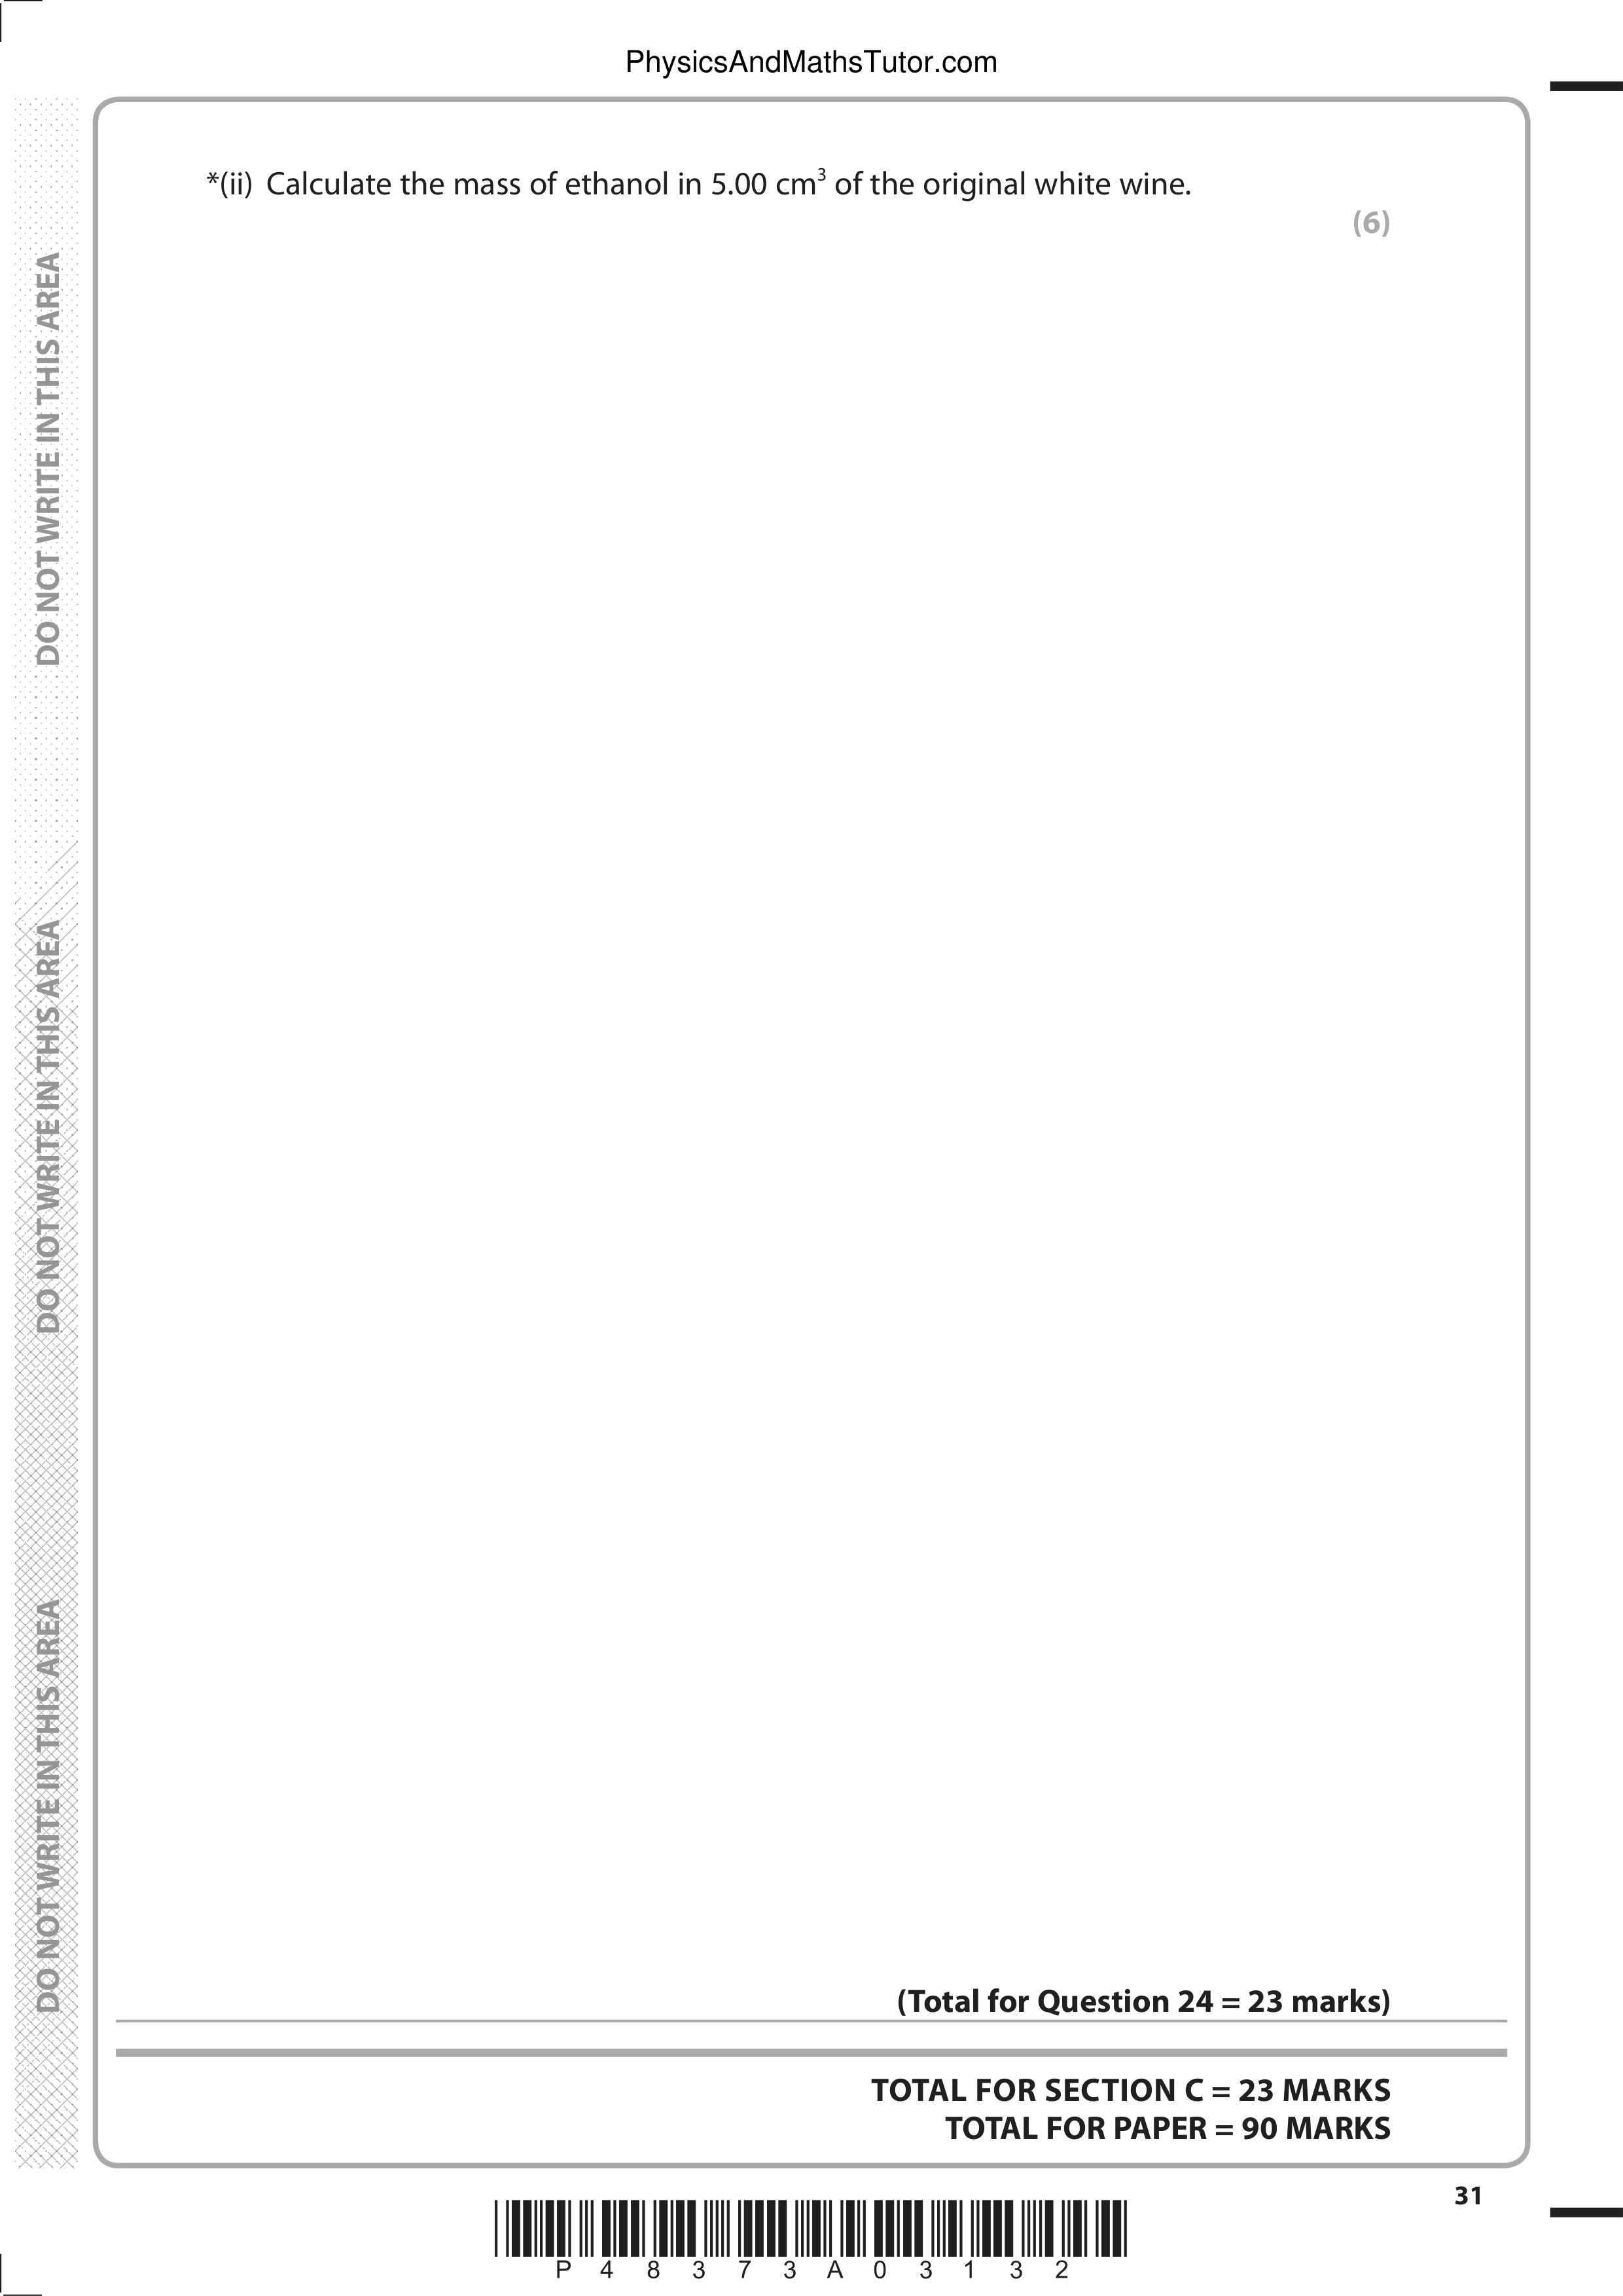 PhysicsAndMathsTutor.com
*(ii) Calculate the mass of ethanol in 5.00 cm³ of the original white wine.
(6)
DO NOT WRITE IN THIS AREA
DO NOT WRITE IN THIS AREA
DO NOT WRITE IN THIS AREA
(Total for Question 24 = 23 marks)
TOTAL FOR SECTION C = 23 MARKS
TOTAL FOR PAPER = 90 MARKS
31
P 4 8 3 7 3 A 0 3 1 3 2